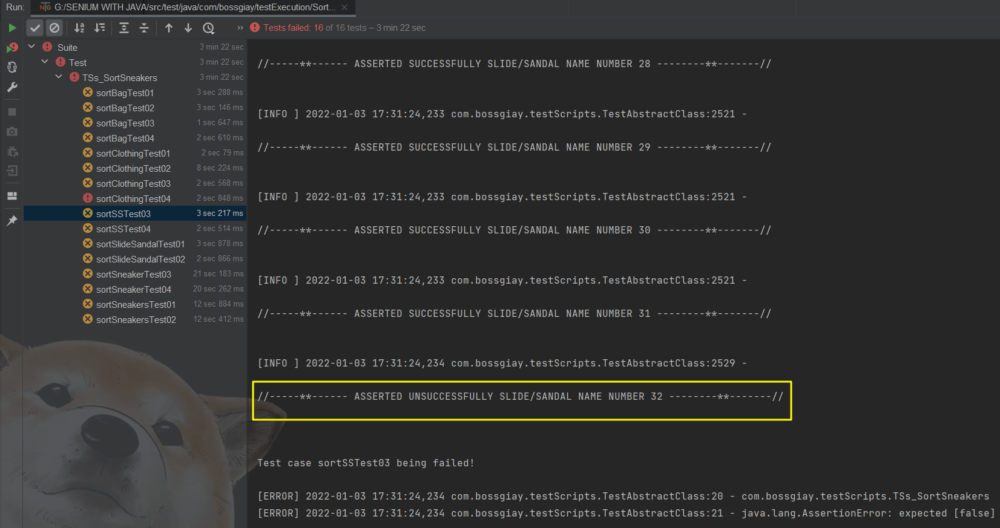 Run: G:/SENIUM WITH JAVA/src/test/java/com/bossgiay/testExecution/Sort...
Tests failed: 16 of 16 tests – 3 min 22 sec
Suite 3 min 22 sec
Test 3 min 22 sec
TSs_SortSneakers 3 min 22 sec
sortBagTest01 3 sec 288 ms
sortBagTest02 3 sec 146 ms
sortBagTest03 1 sec 647 ms
sortBagTest04 2 sec 610 ms
sortClothingTest01 2 sec 79 ms
sortClothingTest02 8 sec 224 ms
sortClothingTest03 2 sec 568 ms
sortClothingTest04 2 sec 848 ms
sortSSTest03 3 sec 217 ms
sortSSTest04 2 sec 514 ms
sortSlideSandalTest01 3 sec 878 ms
sortSlideSandalTest02 2 sec 866 ms
sortSneakerTest03 21 sec 183 ms
sortSneakerTest04 20 sec 262 ms
sortSneakersTest01 12 sec 884 ms
sortSneakersTest02 12 sec 412 ms
//-----**------ ASSERTED SUCCESSFULLY SLIDE/SANDAL NAME NUMBER 28 --------**-------//
[INFO ] 2022-01-03 17:31:24,233 com.bossgiay.testScripts.TestAbstractClass:2521 -
//-----**------ ASSERTED SUCCESSFULLY SLIDE/SANDAL NAME NUMBER 29 --------**-------//
[INFO ] 2022-01-03 17:31:24,233 com.bossgiay.testScripts.TestAbstractClass:2521 -
//-----**------ ASSERTED SUCCESSFULLY SLIDE/SANDAL NAME NUMBER 30 --------**-------//
[INFO ] 2022-01-03 17:31:24,233 com.bossgiay.testScripts.TestAbstractClass:2521 -
//-----**------ ASSERTED SUCCESSFULLY SLIDE/SANDAL NAME NUMBER 31 --------**-------//
[INFO ] 2022-01-03 17:31:24,234 com.bossgiay.testScripts.TestAbstractClass:2529 -
//-----**------ ASSERTED UNSUCCESSFULLY SLIDE/SANDAL NAME NUMBER 32 --------**-------//
Test case sortSSTest03 being failed!
[ERROR] 2022-01-03 17:31:24,234 com.bossgiay.testScripts.TestAbstractClass:20 - com.bossgiay.testScripts.TSs_SortSneakers
[ERROR] 2022-01-03 17:31:24,234 com.bossgiay.testScripts.TestAbstractClass:21 - java.lang.AssertionError: expected [false]